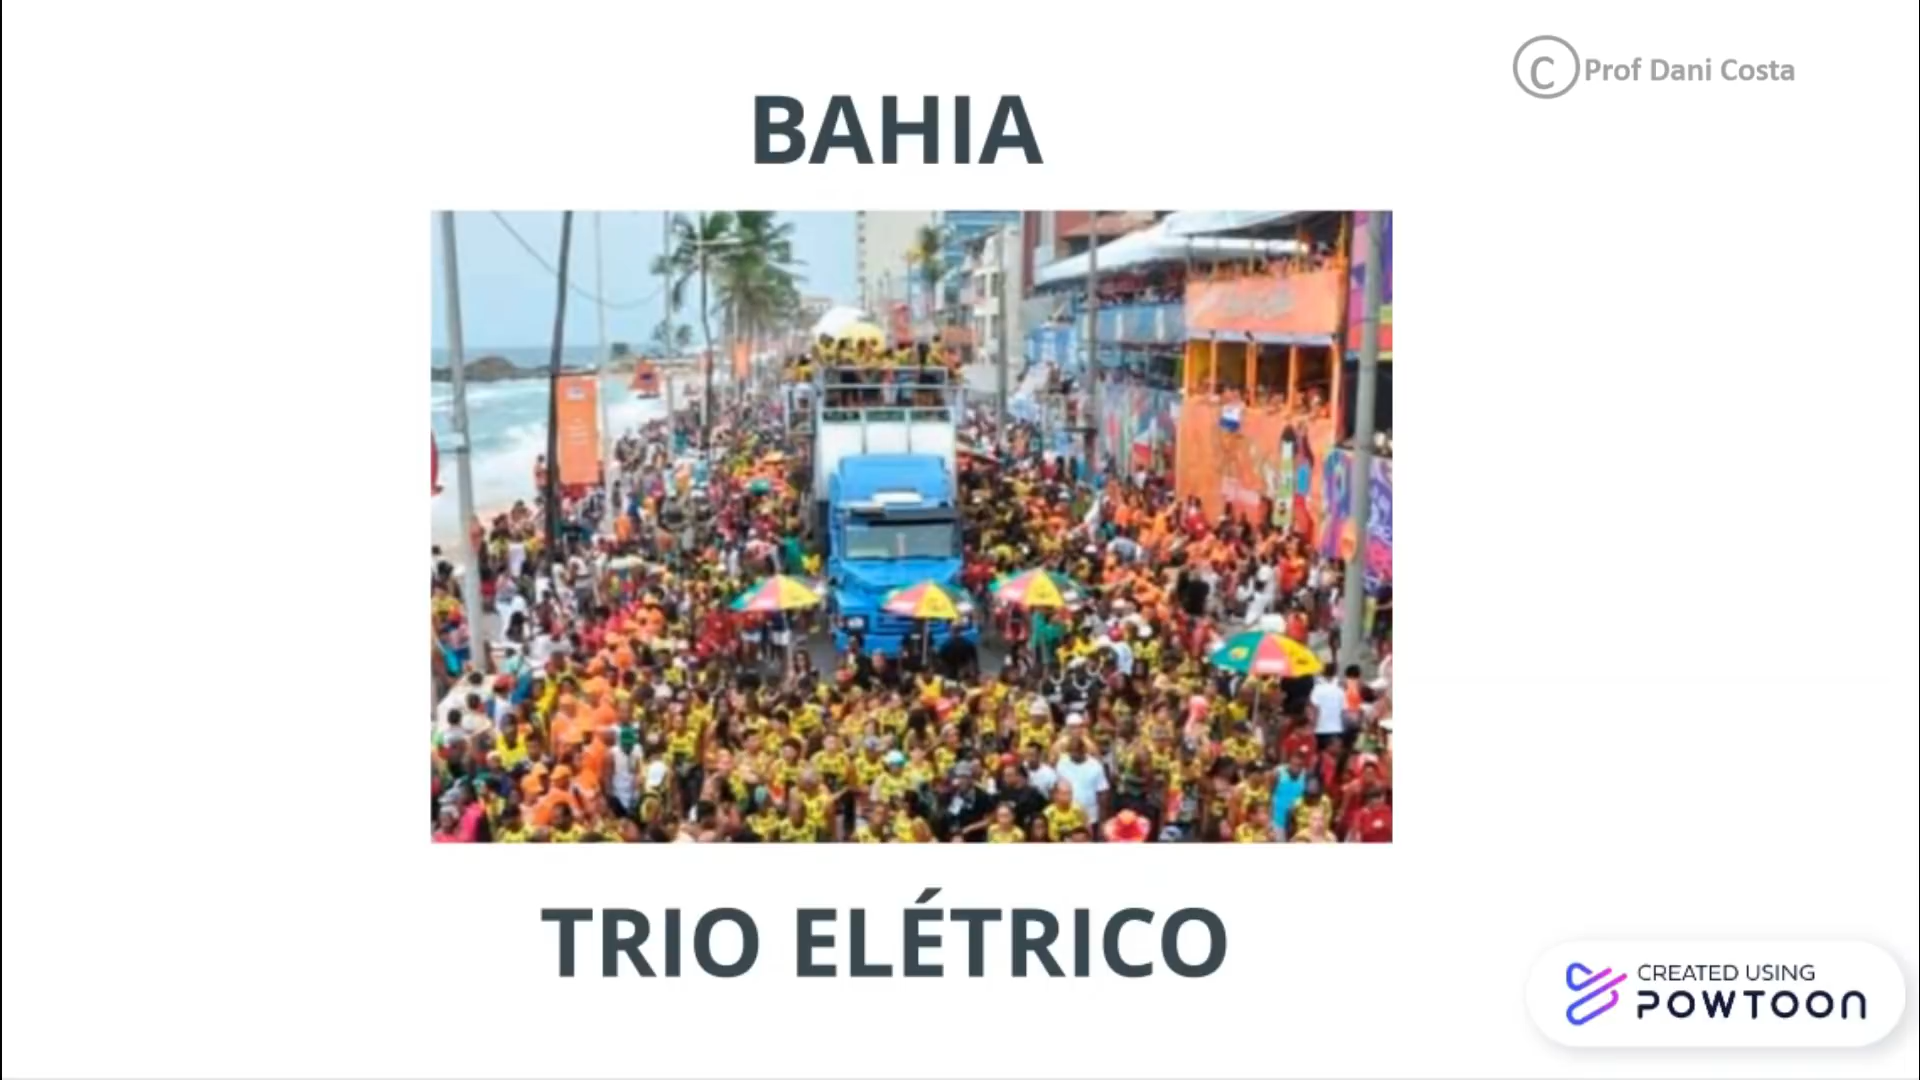 © Prof Dani Costa
BAHIA
TRIO ELÉTRICO
CREATED USING
POWTOON